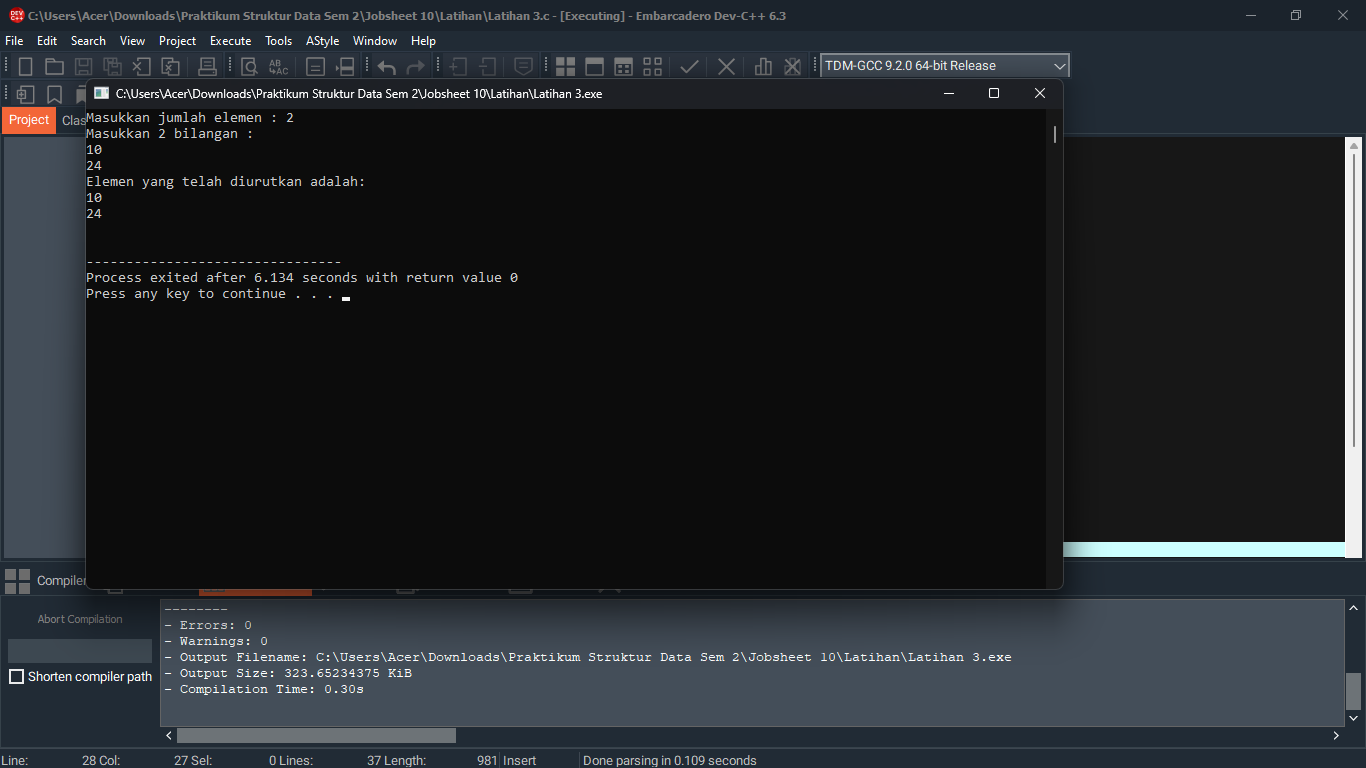 C:\Users\Acer\Downloads\Praktikum Struktur Data Sem 2\Jobsheet 10\Latihan\Latihan 3.c - [Executing] - Embarcadero Dev-C++ 6.3
File Edit Search View Project Execute Tools AStyle Window Help
TDM-GCC 9.2.0 64-bit Release
C:\Users\Acer\Downloads\Praktikum Struktur Data Sem 2\Jobsheet 10\Latihan\Latihan 3.exe
Project Clas
Masukkan jumlah elemen : 2
Masukkan 2 bilangan :
10
24
Elemen yang telah diurutkan adalah:
10
24
--------------------------------
Process exited after 6.134 seconds with return value 0
Press any key to continue . . .
Compiler
Abort Compilation
Shorten compiler path
--------
- Errors: 0
- Warnings: 0
- Output Filename: C:\Users\Acer\Downloads\Praktikum Struktur Data Sem 2\Jobsheet 10\Latihan\Latihan 3.exe
- Output Size: 323.65234375 KiB
- Compilation Time: 0.30s
Line: 28 Col: 27 Sel: 0 Lines: 37 Length: 981 Insert Done parsing in 0.109 seconds